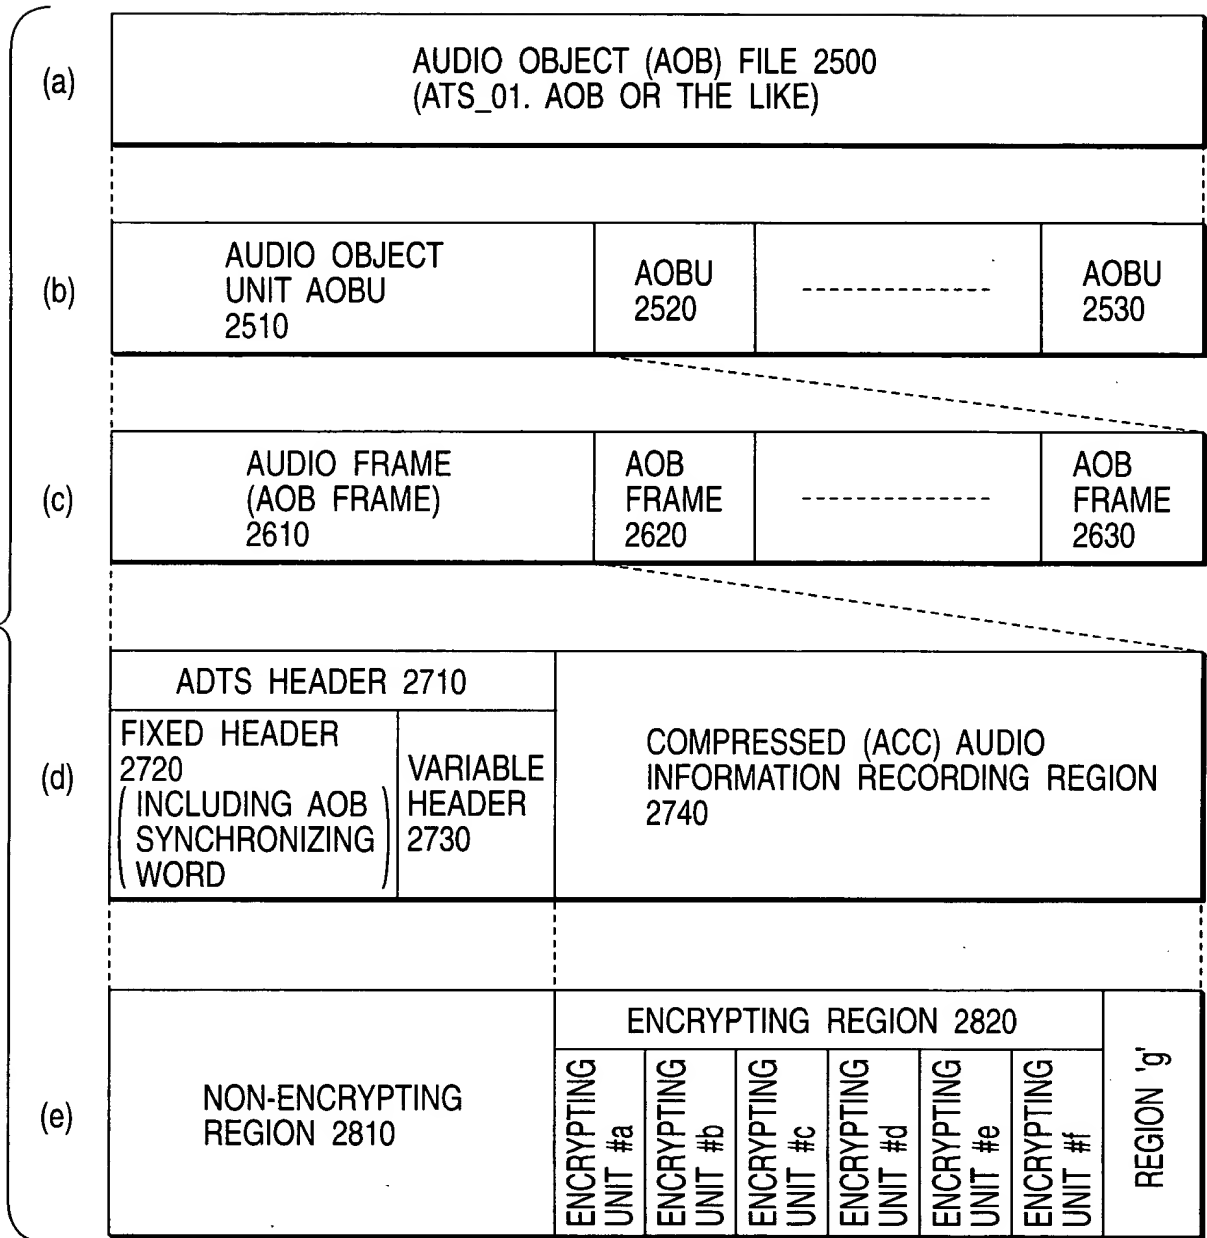 (a)
AUDIO OBJECT (AOB) FILE 2500
(ATS_01. AOB OR THE LIKE)
(b)
AUDIO OBJECT
UNIT AOBU
2510
AOBU
2520
AOBU
2530
(c)
AUDIO FRAME
(AOB FRAME)
2610
AOB
FRAME
2620
AOB
FRAME
2630
(d)
ADTS HEADER 2710
FIXED HEADER
2720
(INCLUDING AOB
SYNCHRONIZING
WORD)
VARIABLE
HEADER
2730
COMPRESSED (ACC) AUDIO
INFORMATION RECORDING REGION
2740
(e)
NON-ENCRYPTING
REGION 2810
ENCRYPTING REGION 2820
ENCRYPTING
UNIT #a
ENCRYPTING
UNIT #b
ENCRYPTING
UNIT #c
ENCRYPTING
UNIT #d
ENCRYPTING
UNIT #e
ENCRYPTING
UNIT #f
REGION 'g'